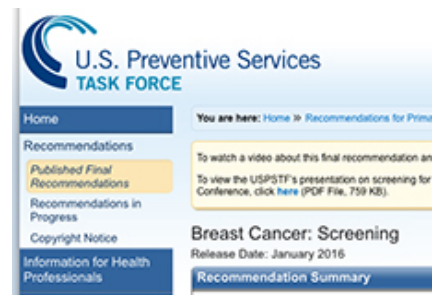 U.S. Preventive Services
TASK FORCE
Home
You are here: Home » Recommendations for Prima
Recommendations
Published Final
Recommendations
Recommendations in
Progress
Copyright Notice
Information for Health
Professionals
To watch a video about this final recommendation an
To view the USPSTF's presentation on screening for
Conference, click here (PDF File, 759 KB).
Breast Cancer: Screening
Release Date: January 2016
Recommendation Summary